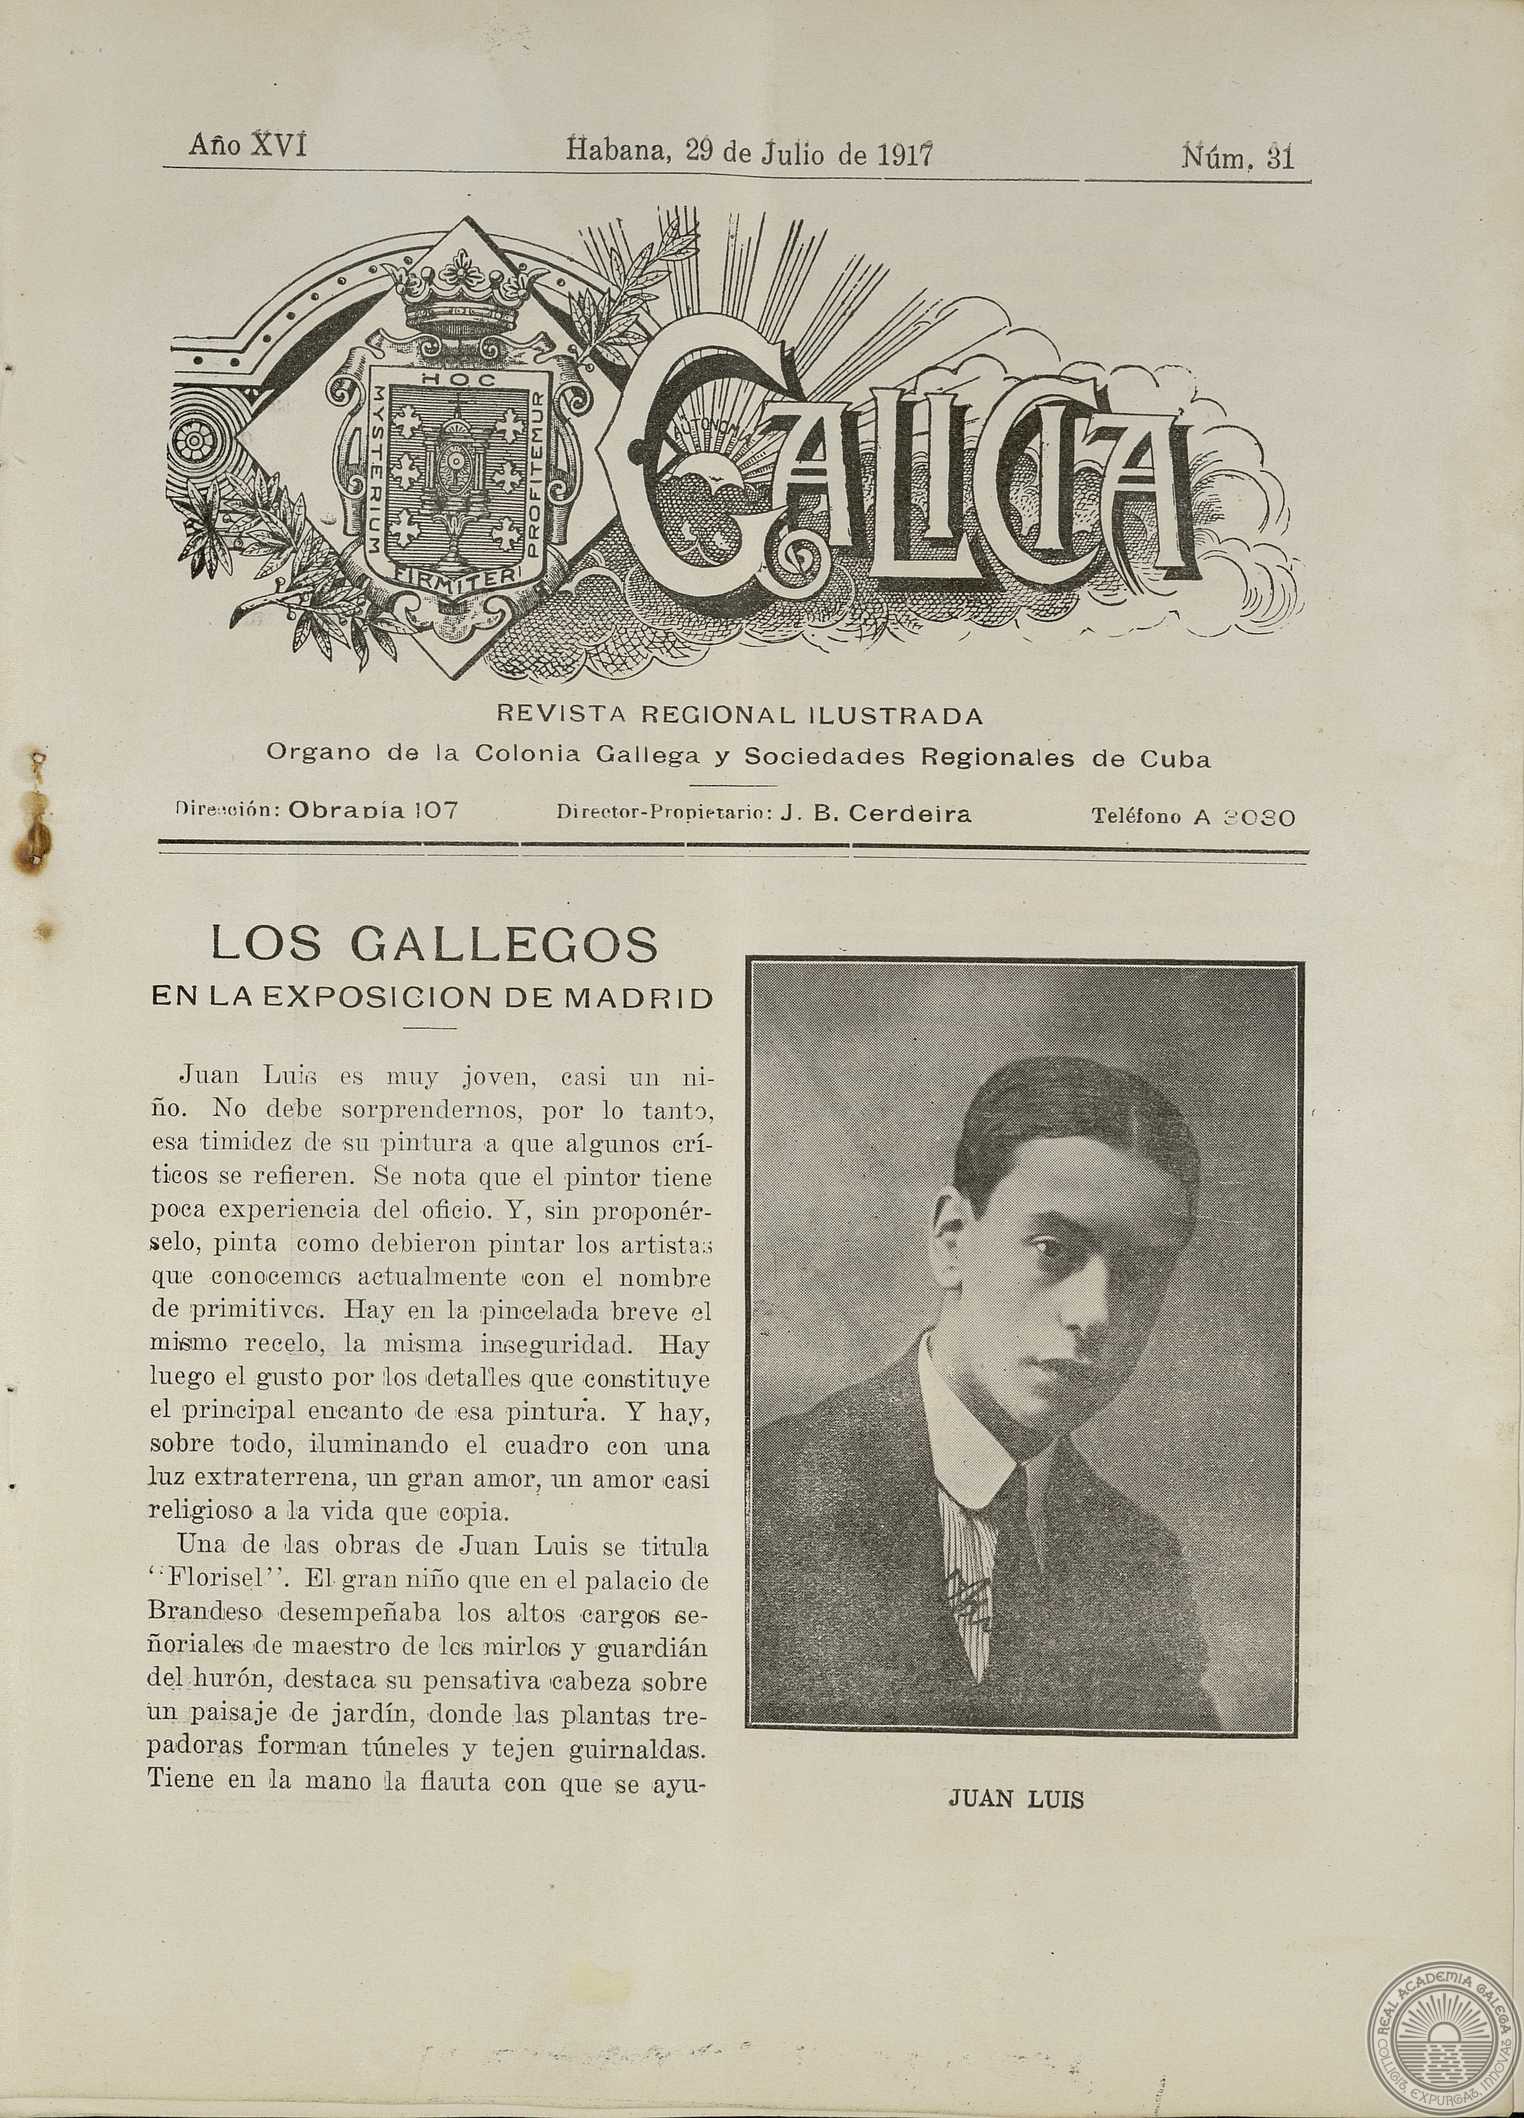 Año XVI
Habana, 29 de Julio de 1917
Núm. 31
HOC
MYSTERIUM
FIRMITER
PROFITEMUR
AUTONOMIA
GALICIA
REVISTA REGIONAL ILUSTRADA
Organo de la Colonia Gallega y Sociedades Regionales de Cuba
Dirección: Obrapía 107
Director-Propietario: J. B. Cerdeira
Teléfono A 3030
LOS GALLEGOS
EN LA EXPOSICION DE MADRID
Juan Luis es muy joven, casi un ni-
ño. No debe sorprendernos, por lo tanto,
esa timidez de su pintura a que algunos crí-
ticos se refieren. Se nota que el pintor tiene
poca experiencia del oficio. Y, sin proponér-
selo, pinta como debieron pintar los artistas
que conocemos actualmente con el nombre
de primitivos. Hay en la pincelada breve el
mismo recelo, la misma inseguridad. Hay
luego el gusto por los detalles que constituye
el principal encanto de esa pintura. Y hay,
sobre todo, iluminando el cuadro con una
luz extraterrena, un gran amor, un amor casi
religioso a la vida que copia.
Una de las obras de Juan Luis se titula
"Florisel". El gran niño que en el palacio de
Brandeso desempeñaba los altos cargos se-
ñoriales de maestro de los mirlos y guardián
del hurón, destaca su pensativa cabeza sobre
un paisaje de jardín, donde las plantas tre-
padoras forman túneles y tejen guirnaldas.
Tiene en la mano la flauta con que se ayu-
JUAN LUIS
REAL ACADEMIA GALEGA
COLLIGIT, EXPURGAT, INNOVAT